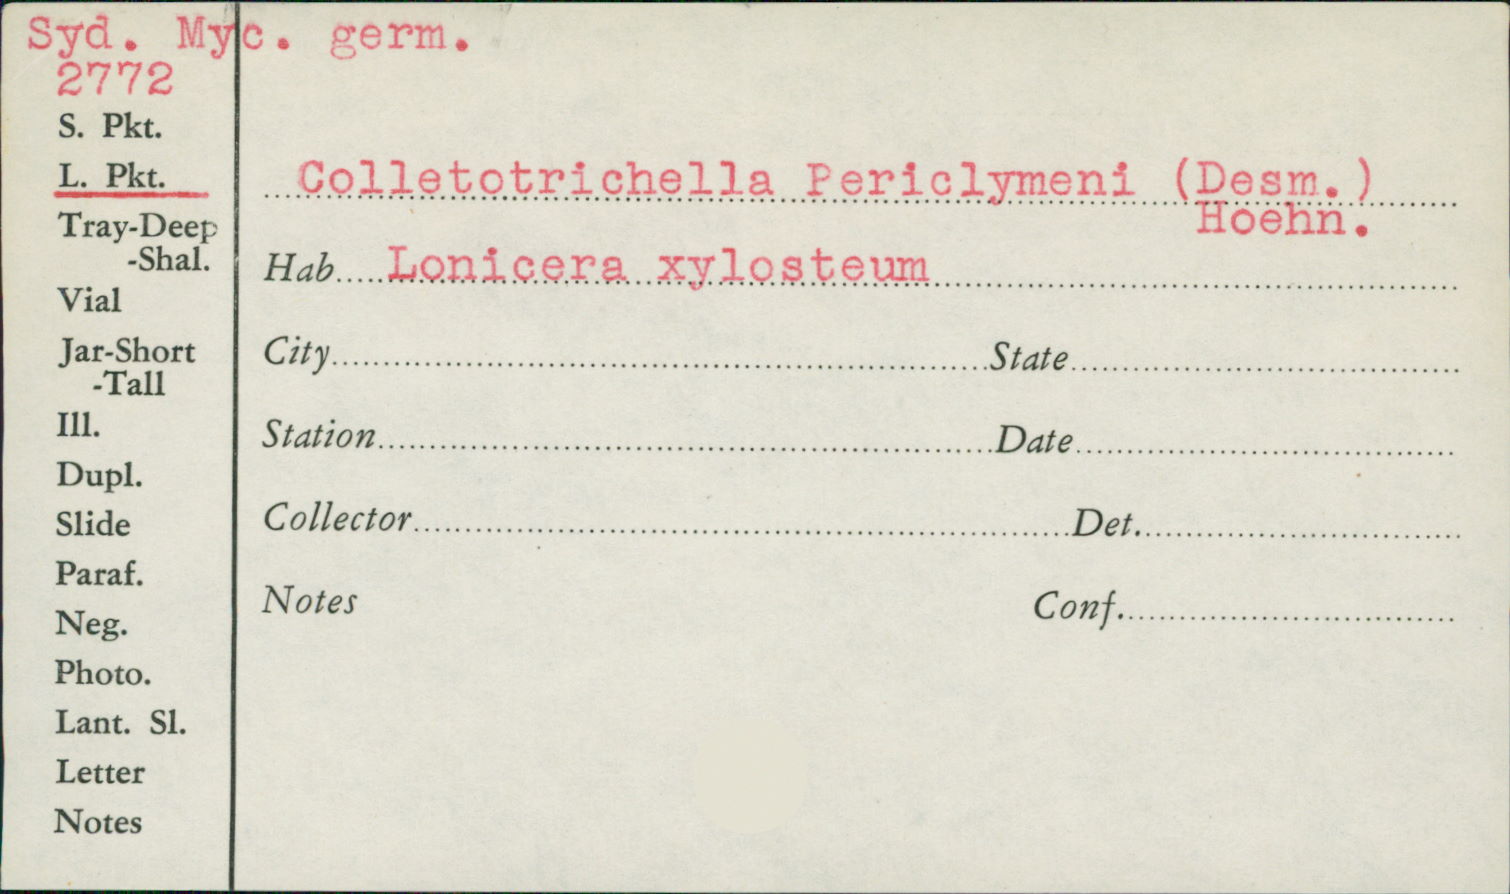 Syd. Myc. germ.
2772
S. Pkt.
L. Pkt.
Tray-Deep
-Shal.
Vial
Jar-Short
-Tall
Ill.
Dupl.
Slide
Paraf.
Neg.
Photo.
Lant. Sl.
Letter
Notes
Colletotrichella Periclymeni (Desm.)
Hoehn.
Hab....Lonicera xylosteum
City State
Station Date
Collector Det.
Notes Conf.